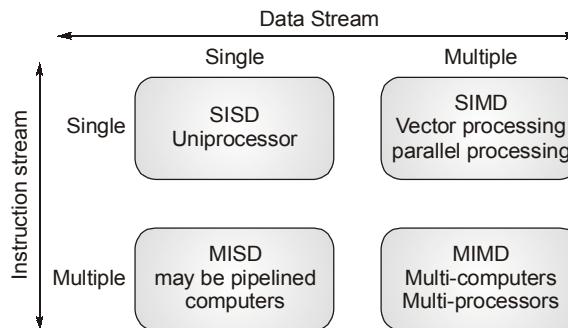 Data Stream
Single Multiple
Single
SISD
Uniprocessor
SIMD
Vector processing
parallel processing
Instruction stream
Multiple
MISD
may be pipelined
computers
MIMD
Multi-computers
Multi-processors